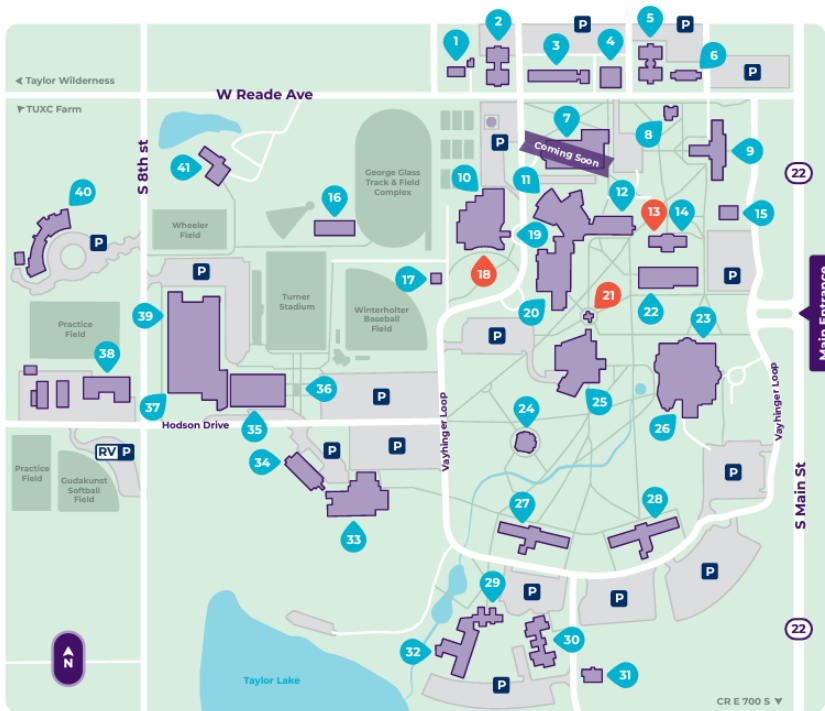 1
2
3
4
5
6
P
P
P
◄ Taylor Wilderness
W Reade Ave
TUXC Farm
7
8
9
Coming Soon
S 8th st
George Glass
Track & Field
Complex
P
22
41
40
10
11
12
13
14
15
16
Wheeler
Field
P
19
18
17
P
P
Turner
Stadium
Winterholter
Baseball
Field
21
20
22
23
Main Entrance
39
Practice
Field
P
38
37
36
35
P
25
26
24
Hodson Drive
Vayhinger Loop
Vayhinger Loop
P
P
34
RV P
Practice
Field
Gudakunst
Softball
Field
P
S Main St
33
27
28
29
P
P
P
32
30
31
22
N
Taylor Lake
P
CR E 700 S ▼